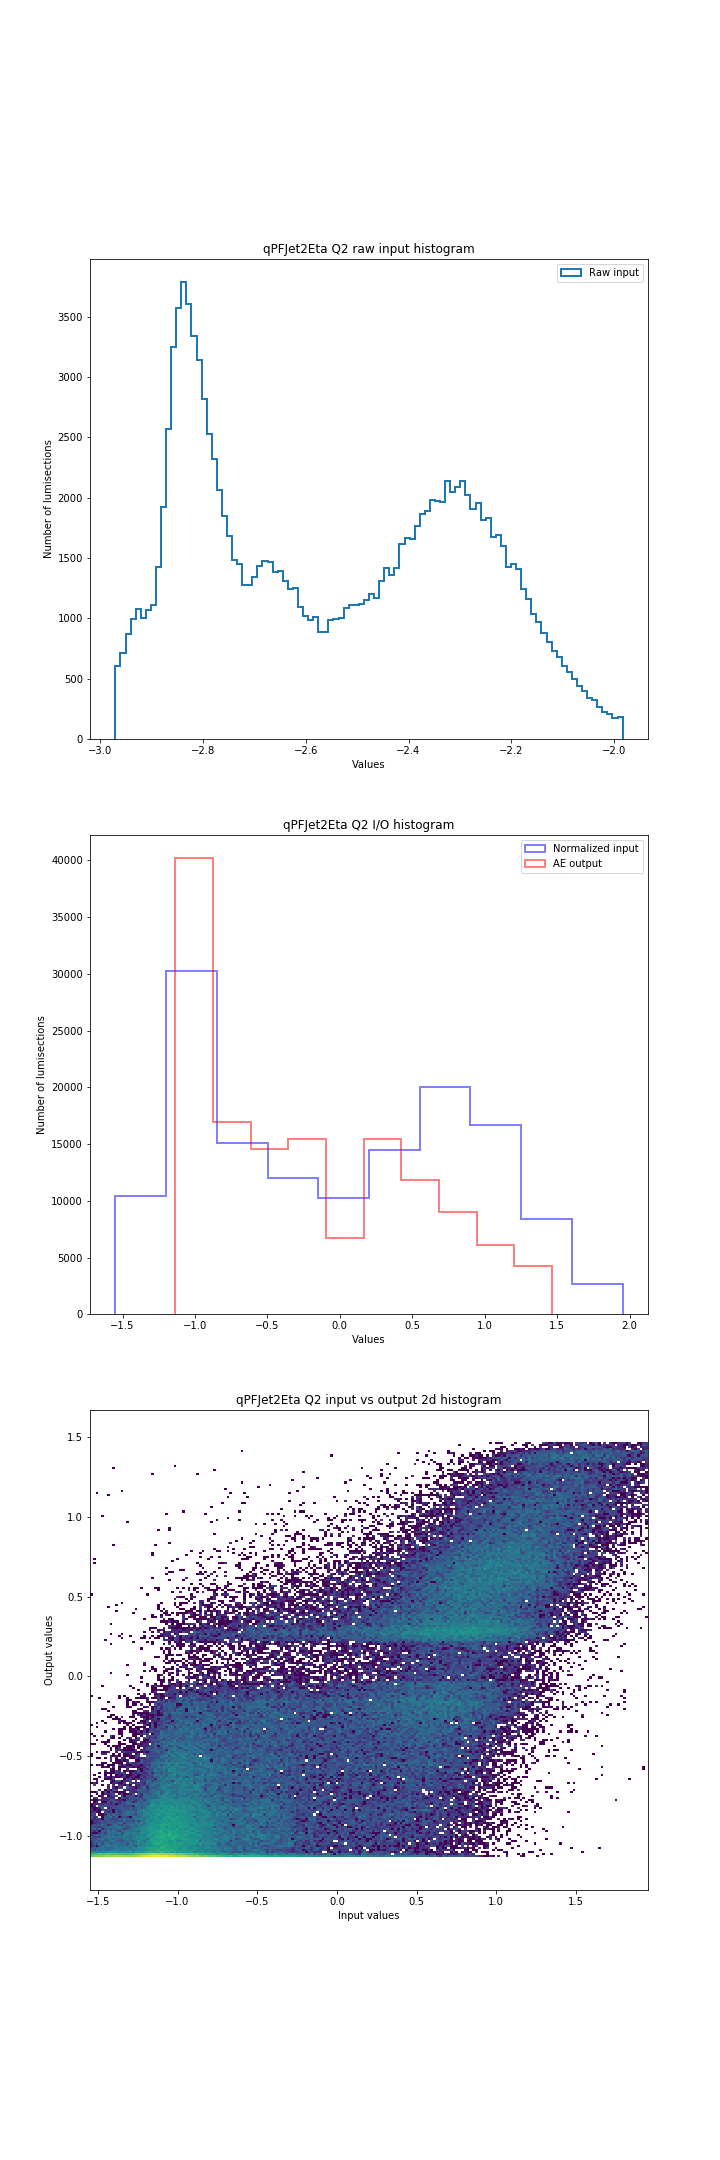 qPFJet2Eta Q2 raw input histogram
Raw input
3500
3000
2500
2000
1500
1000
500
0
Number of lumisections
−3.0 −2.8 −2.6 −2.4 −2.2 −2.0
Values
qPFJet2Eta Q2 I/O histogram
Normalized input
AE output
40000
35000
30000
25000
20000
15000
10000
5000
0
Number of lumisections
−1.5 −1.0 −0.5 0.0 0.5 1.0 1.5 2.0
Values
qPFJet2Eta Q2 input vs output 2d histogram
1.5
1.0
0.5
0.0
−0.5
−1.0
Output values
−1.5 −1.0 −0.5 0.0 0.5 1.0 1.5
Input values